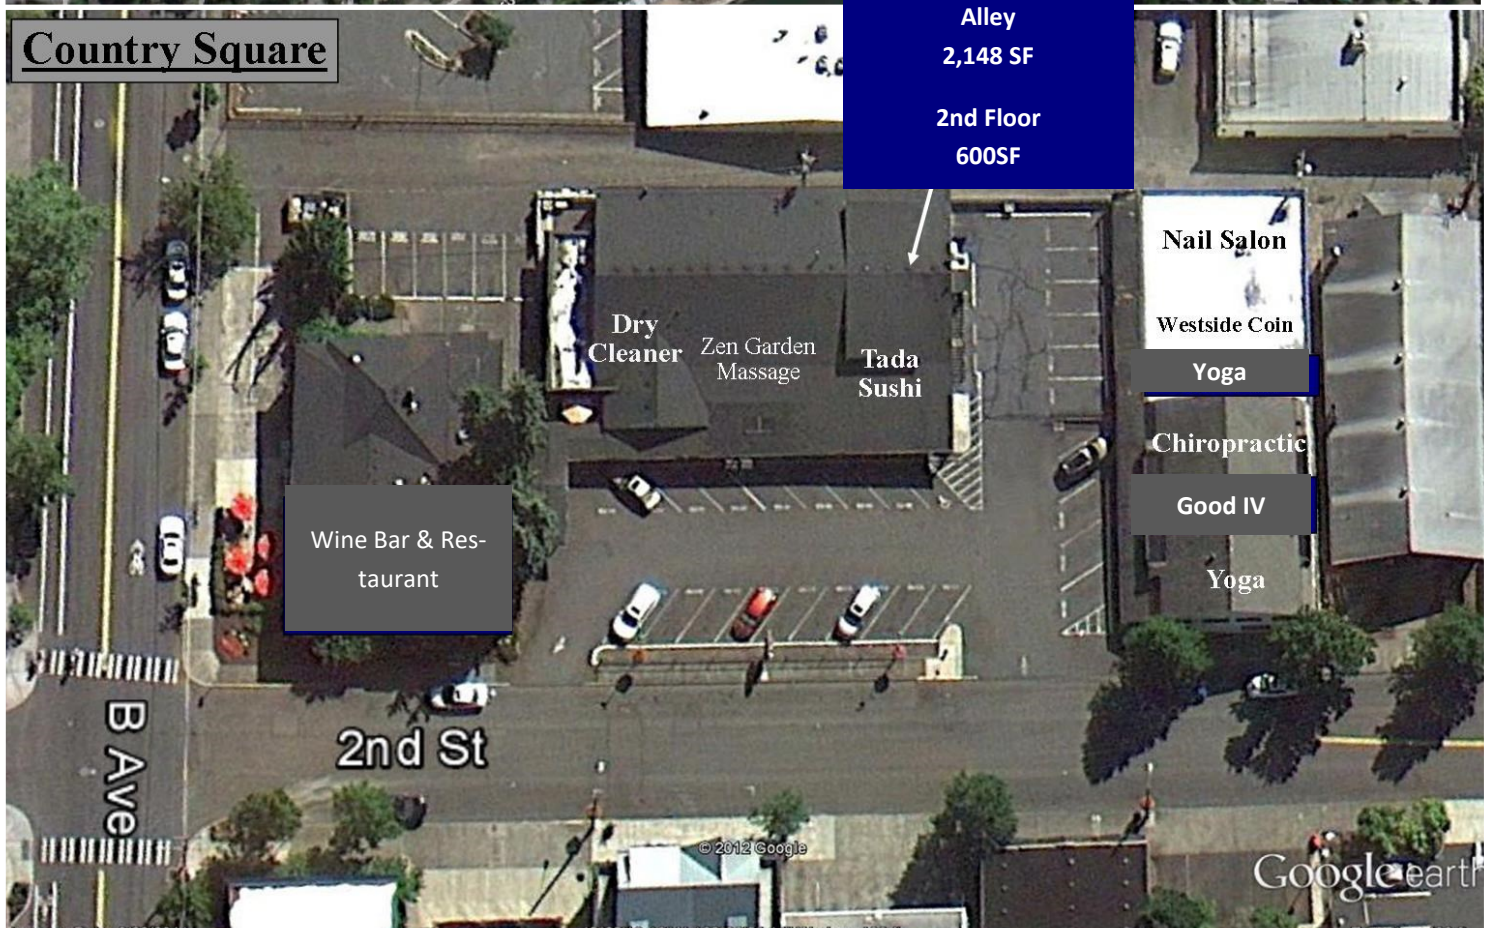 Country Square
Alley
2,148 SF
2nd Floor
600SF
Nail Salon
Westside Coin
Yoga
Dry
Cleaner
Zen Garden
Massage
Tada
Sushi
Chiropractic
Good IV
Yoga
Wine Bar & Res-
taurant
B Ave
2nd St
© 2012 Google
Google earth